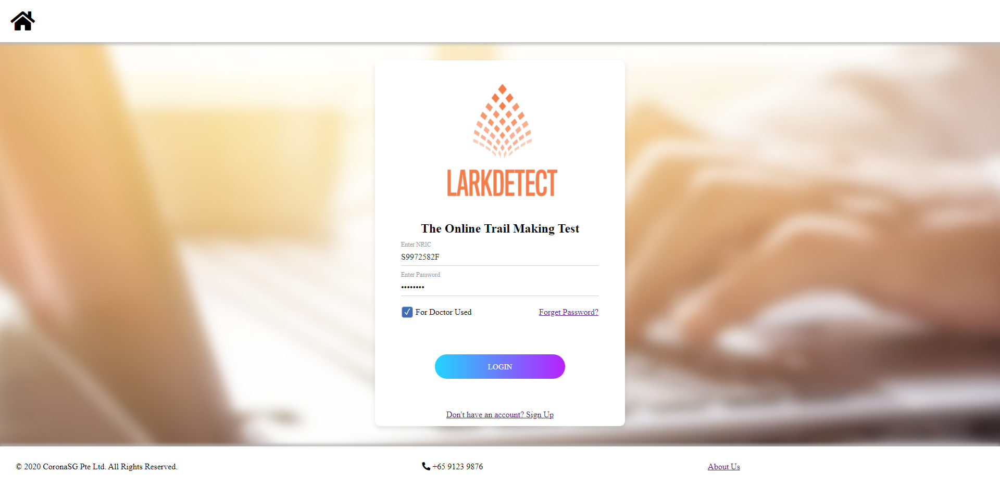 LARKDETECT
The Online Trail Making Test
Enter NRIC
S9972582F
Enter Password
••••••••
For Doctor Used
Forget Password?
LOGIN
Don't have an account? Sign Up
© 2020 CoronaSG Pte Ltd. All Rights Reserved.
+65 9123 9876
About Us